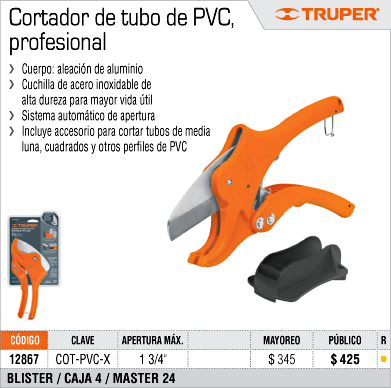 Cortador de tubo de PVC,
profesional
TRUPER®
Cuerpo: aleación de aluminio
Cuchilla de acero inoxidable de
alta dureza para mayor vida útil
Sistema automático de apertura
Incluye accesorio para cortar tubos de media
luna, cuadrados y otros perfiles de PVC
TRUPER
CÓDIGO CLAVE APERTURA MÁX. MAYOREO PÚBLICO R
12867 COT-PVC-X 1 3/4" $ 345 $ 425
BLISTER / CAJA 4 / MASTER 24